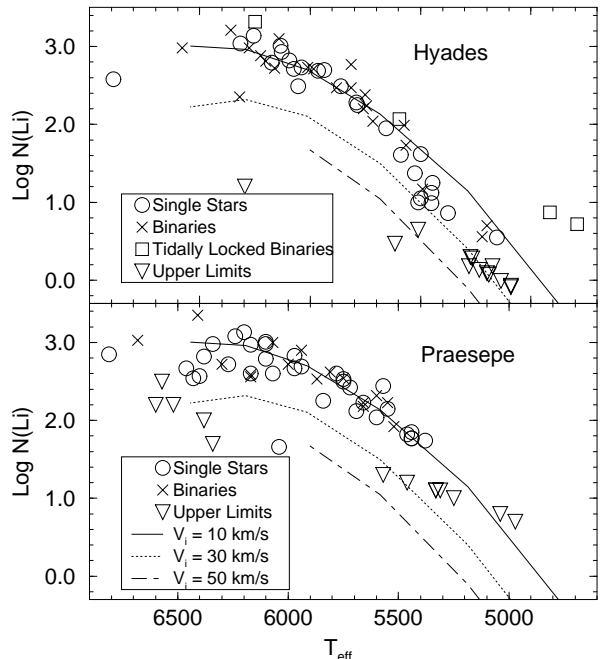 Hyades
Log N(Li)
3.0
2.0
1.0
0.0
Single Stars
Binaries
Tidally Locked Binaries
Upper Limits
Praesepe
Log N(Li)
3.0
2.0
1.0
0.0
Single Stars
Binaries
Upper Limits
V_i = 10 km/s
V_i = 30 km/s
V_i = 50 km/s
6500 6000 5500 5000
T_eff